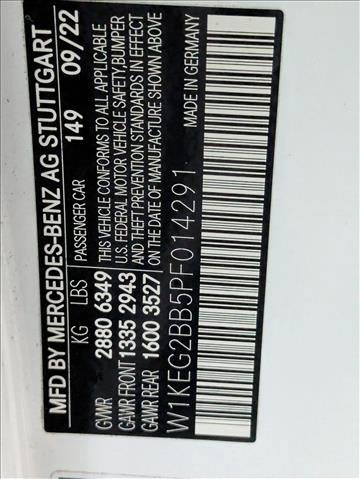 MFD BY MERCEDES-BENZ AG STUTTGART
PASSENGER CAR 149 09/22
KG LBS
GVWR 2880 6349
GAWR FRONT 1335 2943
GAWR REAR 1600 3527
THIS VEHICLE CONFORMS TO ALL APPLICABLE
U.S. FEDERAL MOTOR VEHICLE SAFETY, BUMPER
AND THEFT PREVENTION STANDARDS IN EFFECT
ON THE DATE OF MANUFACTURE SHOWN ABOVE
W1KEG2BB5PF014291
MADE IN GERMANY